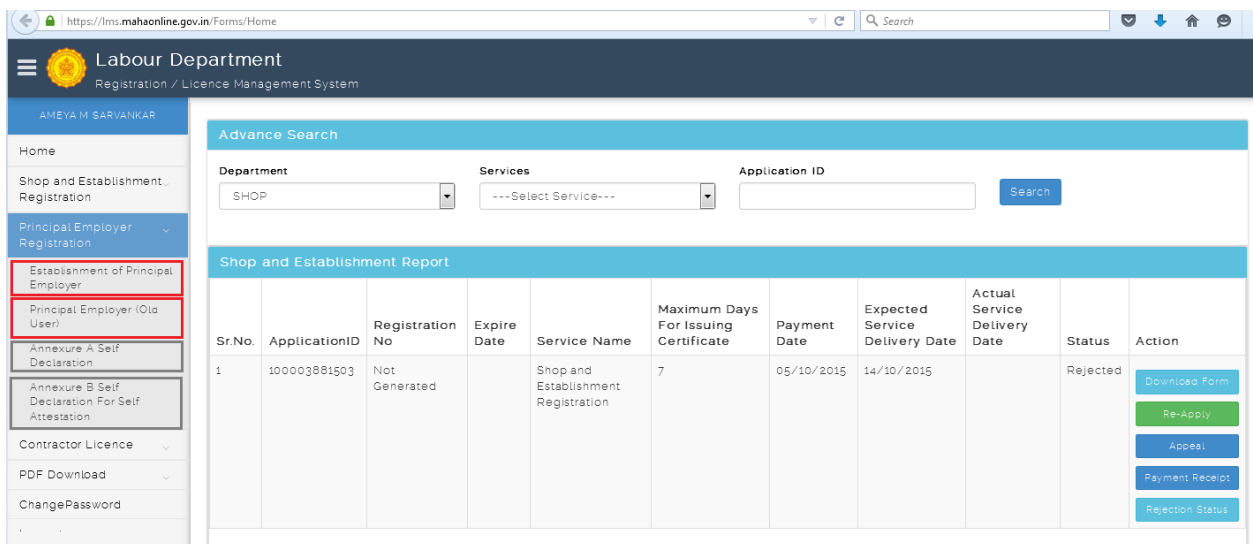 https://lms.mahaonline.gov.in/Forms/Home
Search
Labour Department
Registration / Licence Management System
AMEYA M SARVANKAR
Home
Shop and Establishment
Registration
Principal Employer
Registration
Establishment of Principal
Employer
Principal Employer (Old
User)
Annexure A Self
Declaration
Annexure B Self
Declaration For Self
Attestation
Contractor Licence
PDF Download
ChangePassword
Advance Search
Department
Services
Application ID
SHOP
---Select Service---
Search
Shop and Establishment Report
Sr.No. ApplicationID Registration No Expire Date Service Name Maximum Days For Issuing Certificate Payment Date Expected Service Delivery Date Actual Service Delivery Date Status Action
1 100003881503 Not Generated Shop and Establishment Registration 7 05/10/2015 14/10/2015 Rejected
Download Form
Re-Apply
Appeal
Payment Receipt
Rejection Status